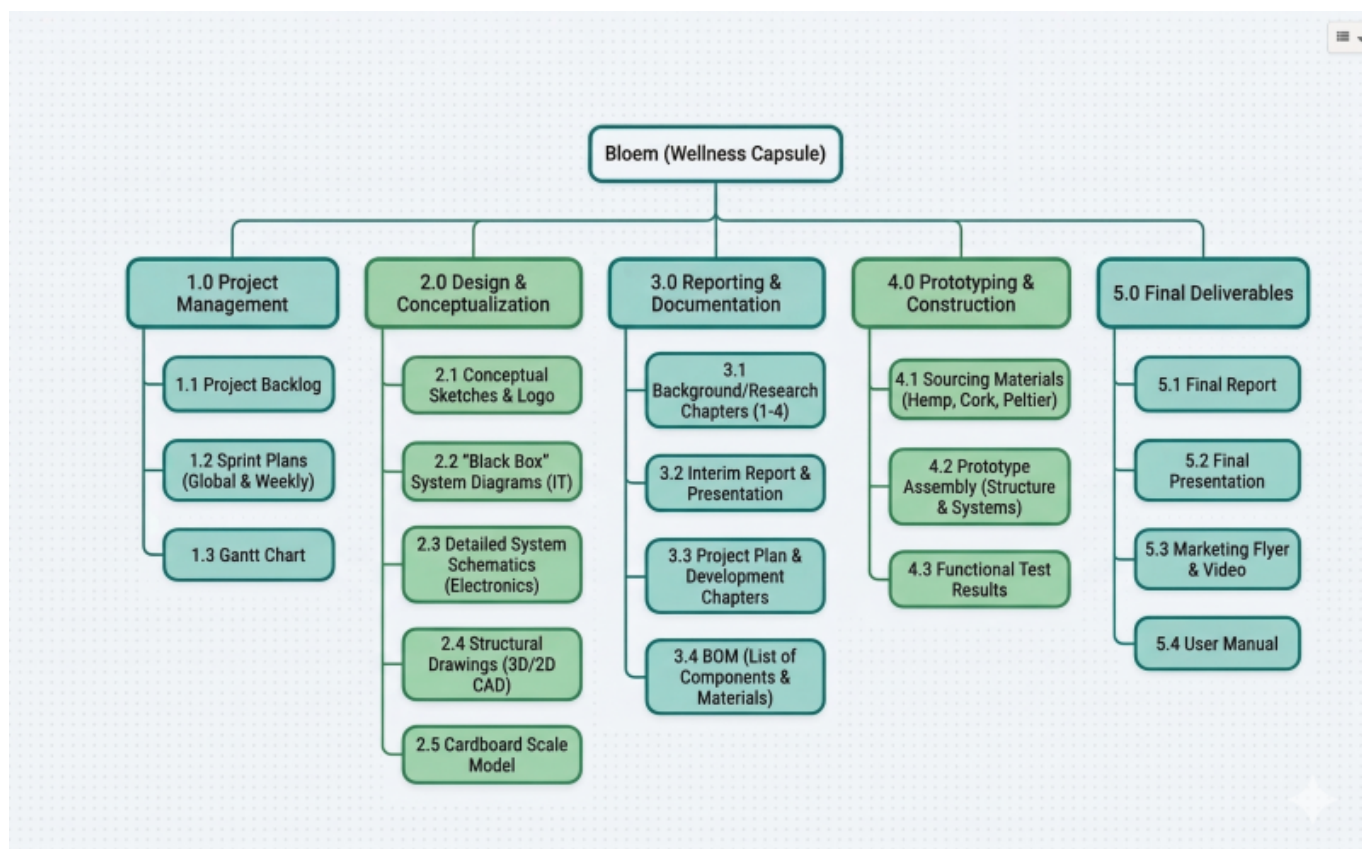 Bloem (Wellness Capsule)
1.0 Project
Management
1.1 Project Backlog
1.2 Sprint Plans
(Global & Weekly)
1.3 Gantt Chart
2.0 Design &
Conceptualization
2.1 Conceptual
Sketches & Logo
2.2 "Black Box"
System Diagrams (IT)
2.3 Detailed System
Schematics
(Electronics)
2.4 Structural
Drawings (3D/2D
CAD)
2.5 Cardboard Scale
Model
3.0 Reporting &
Documentation
3.1
Background/Research
Chapters (1-4)
3.2 Interim Report &
Presentation
3.3 Project Plan &
Development
Chapters
3.4 BOM (List of
Components &
Materials)
4.0 Prototyping &
Construction
4.1 Sourcing Materials
(Hemp, Cork, Peltier)
4.2 Prototype
Assembly (Structure
& Systems)
4.3 Functional Test
Results
5.0 Final Deliverables
5.1 Final Report
5.2 Final
Presentation
5.3 Marketing Flyer
& Video
5.4 User Manual